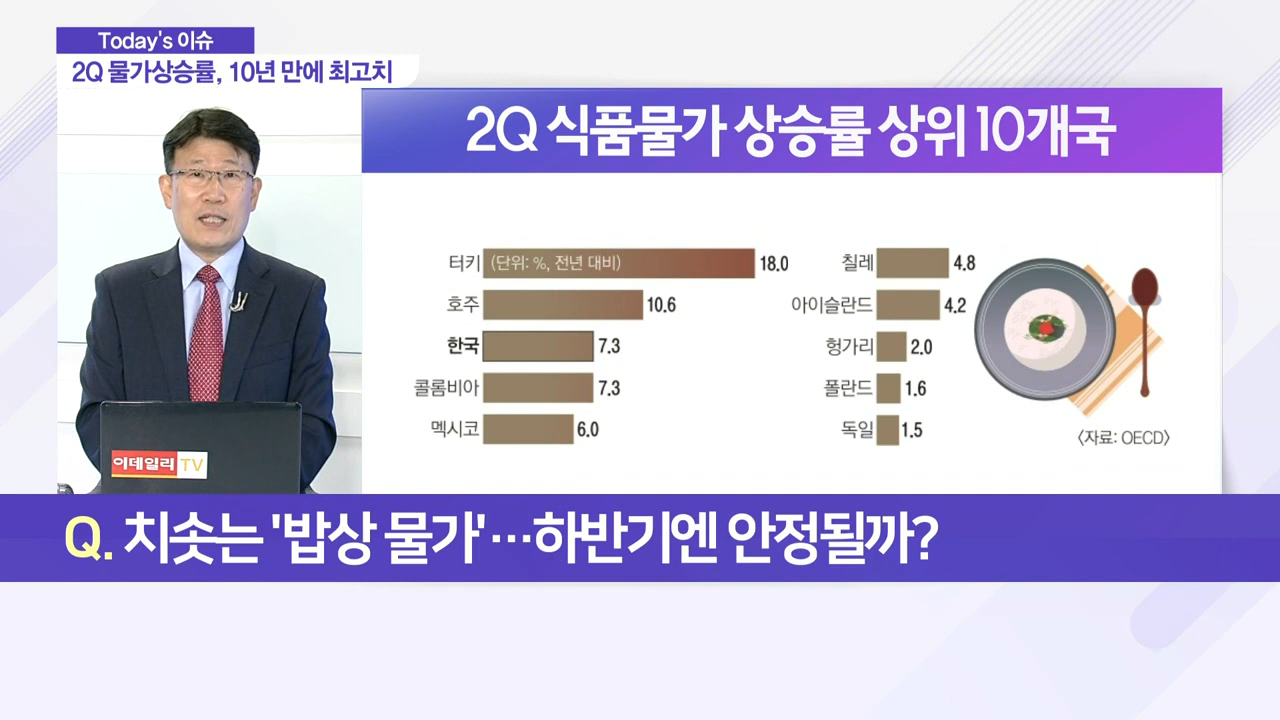 Today's 이슈
2Q 물가상승률, 10년 만에 최고치
2Q 식품물가 상승률 상위 10개국
터키 (단위: %, 전년 대비) 18.0
호주 10.6
한국 7.3
콜롬비아 7.3
멕시코 6.0
칠레 4.8
아이슬란드 4.2
헝가리 2.0
폴란드 1.6
독일 1.5
〈자료: OECD〉
이데일리 TV
Q. 치솟는 '밥상 물가'…하반기엔 안정될까?